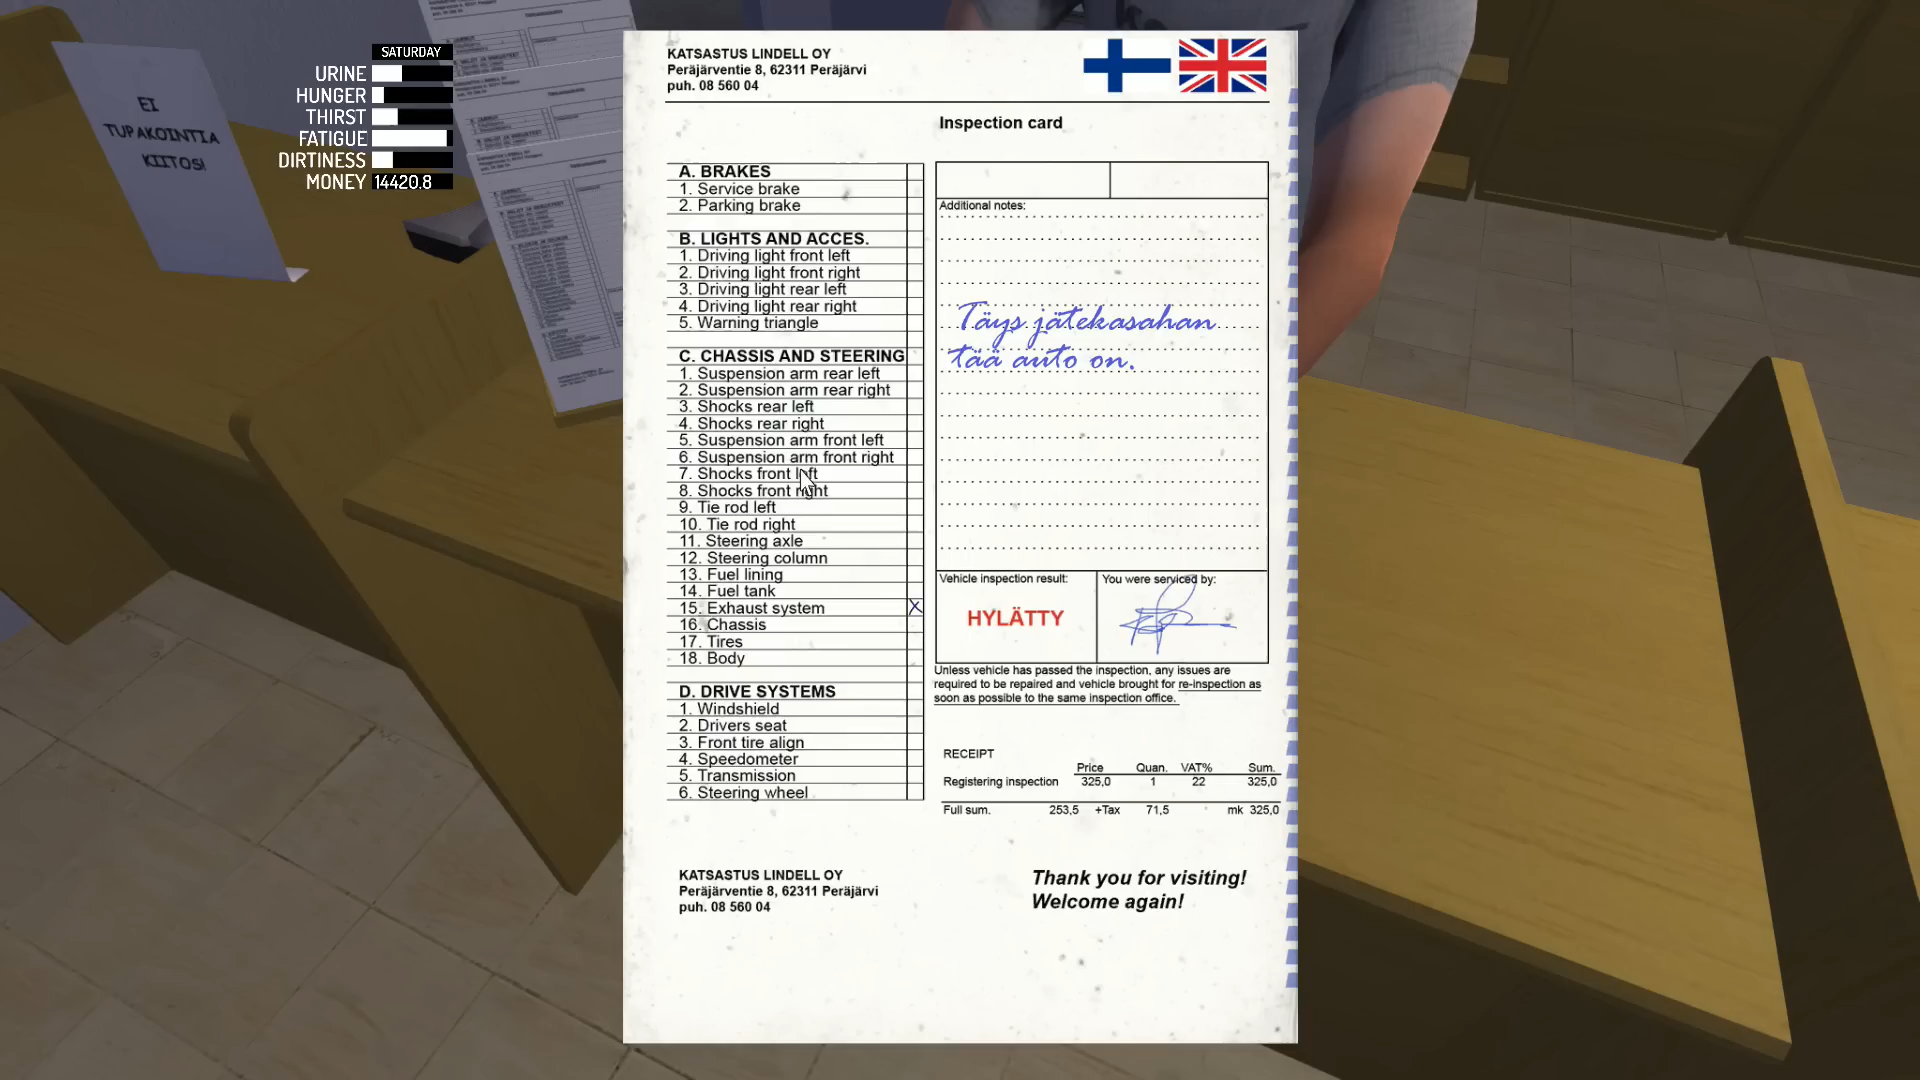 SATURDAY
URINE
HUNGER
THIRST
FATIGUE
DIRTINESS
MONEY 14420.8
EI
TUPAKOINTIA
KIITOS!
KATSASTUS LINDELL OY
Peräjärventie 8, 62311 Peräjärvi
puh. 08 560 04
Inspection card
A. BRAKES
1. Service brake
2. Parking brake
B. LIGHTS AND ACCES.
1. Driving light front left
2. Driving light front right
3. Driving light rear left
4. Driving light rear right
5. Warning triangle
C. CHASSIS AND STEERING
1. Suspension arm rear left
2. Suspension arm rear right
3. Shocks rear left
4. Shocks rear right
5. Suspension arm front left
6. Suspension arm front right
7. Shocks front left
8. Shocks front right
9. Tie rod left
10. Tie rod right
11. Steering axle
12. Steering column
13. Fuel lining
14. Fuel tank
15. Exhaust system X
16. Chassis
17. Tires
18. Body
D. DRIVE SYSTEMS
1. Windshield
2. Drivers seat
3. Front tire align
4. Speedometer
5. Transmission
6. Steering wheel
Additional notes:
Täys jätekasahan
tää auto on.
Vehicle inspection result:
HYLÄTTY
You were serviced by:
Unless vehicle has passed the inspection, any issues are
required to be repaired and vehicle brought for re-inspection as
soon as possible to the same inspection office.
RECEIPT
Price Quan. VAT% Sum.
Registering inspection 325,0 1 22 325,0
Full sum. 253,5 +Tax 71,5 mk 325,0
KATSASTUS LINDELL OY
Peräjärventie 8, 62311 Peräjärvi
puh. 08 560 04
Thank you for visiting!
Welcome again!